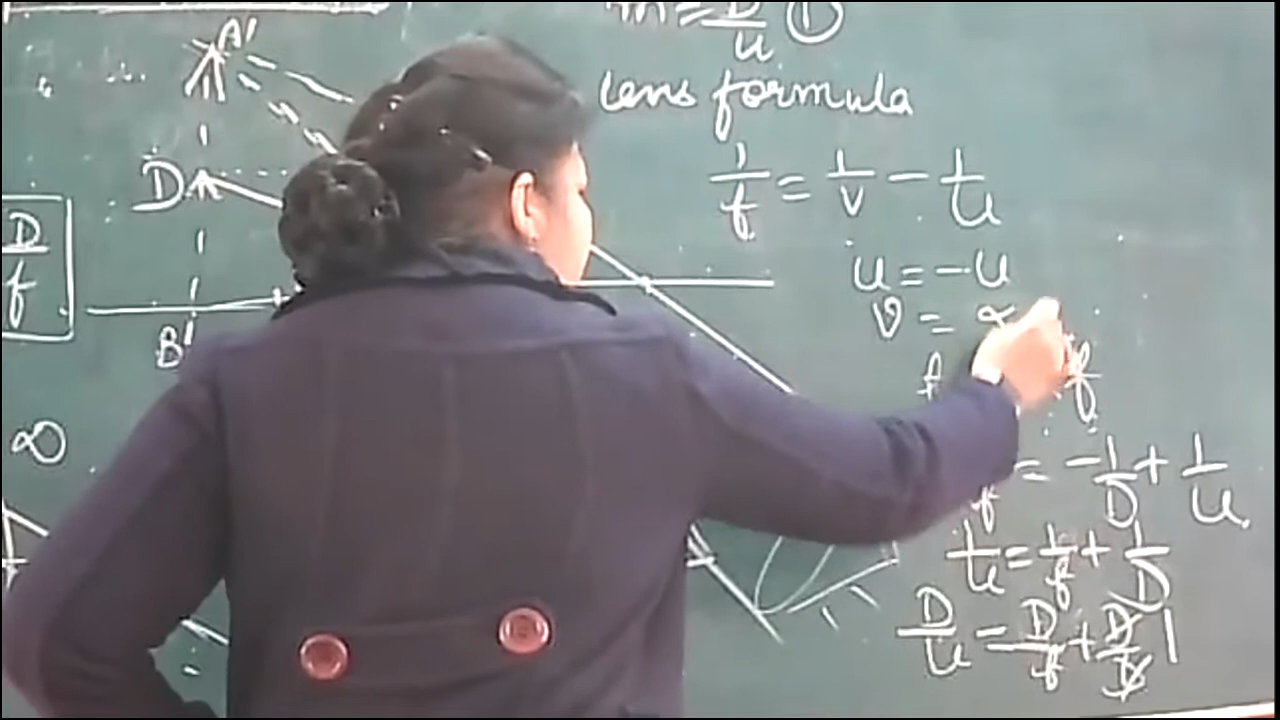 A'
m = D/u ①
lens formula
1/f = 1/v - 1/u
D
D/f
u = -u
v = α
B'
f
f
∞
= -1/D + 1/u
1/u = 1/f + 1/D
D/u = D/f + D/D 1